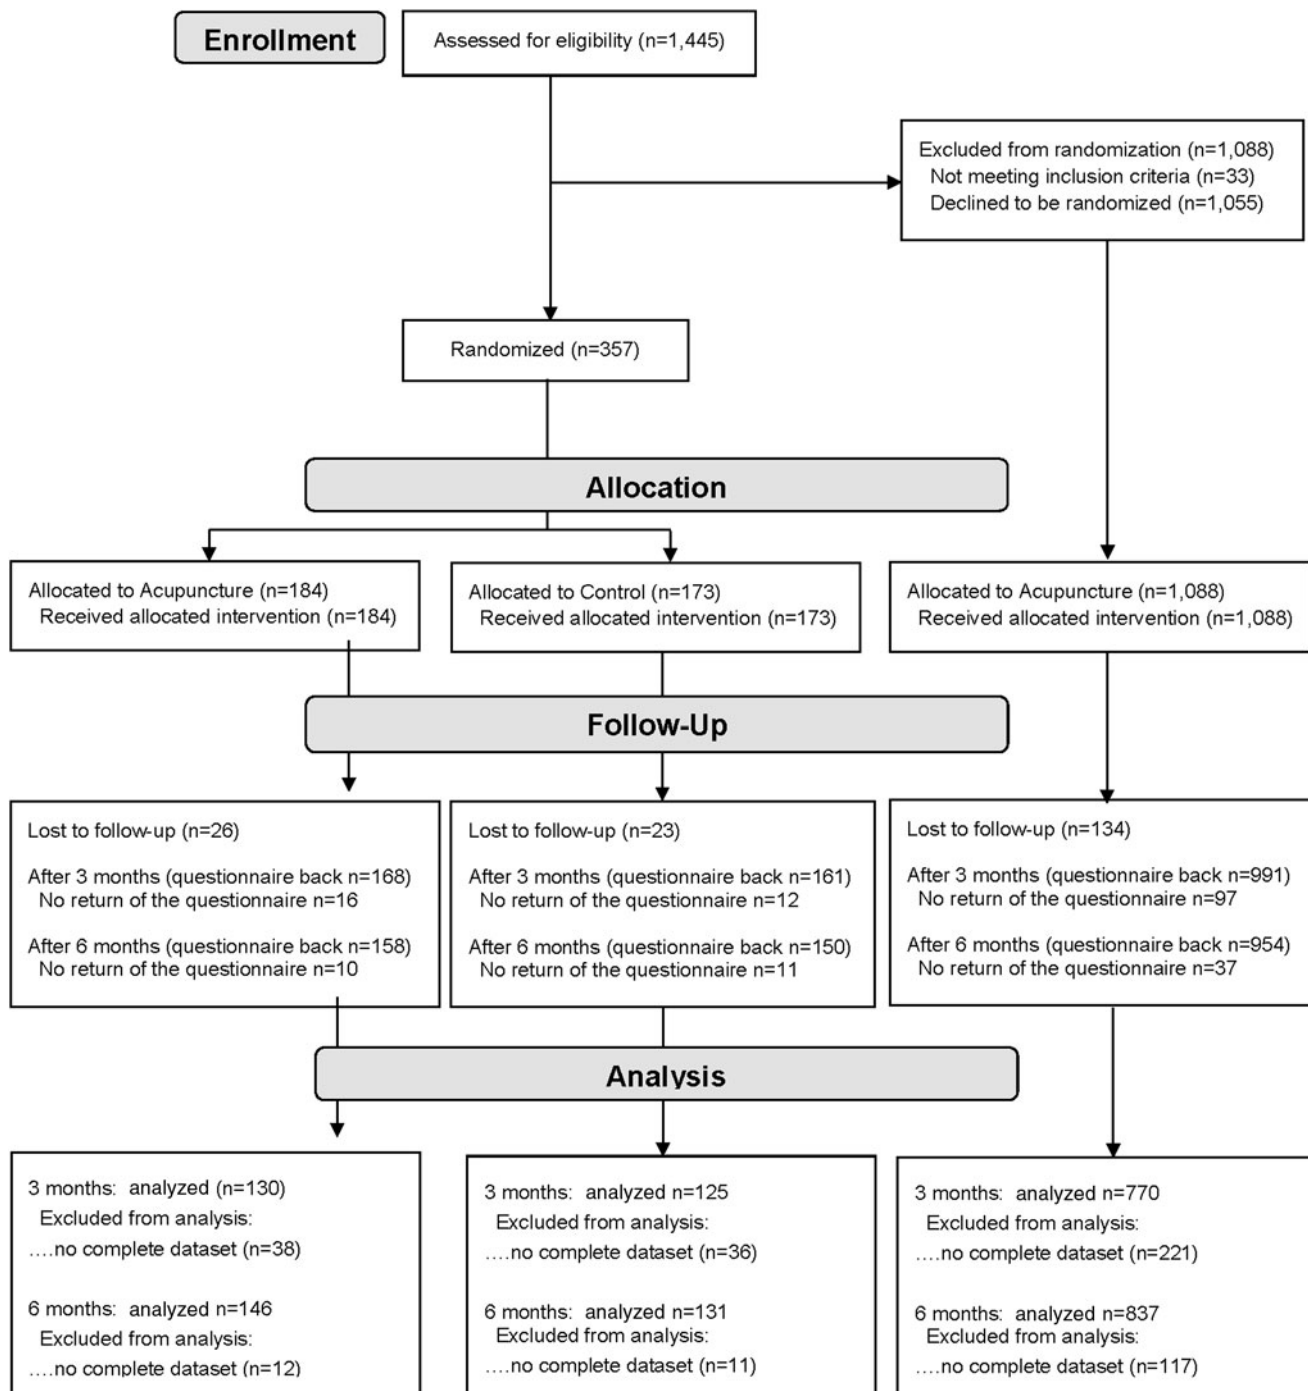 Enrollment
Assessed for eligibility (n=1,445)
Excluded from randomization (n=1,088)
Not meeting inclusion criteria (n=33)
Declined to be randomized (n=1,055)
Randomized (n=357)
Allocation
Allocated to Acupuncture (n=184)
Received allocated intervention (n=184)
Allocated to Control (n=173)
Received allocated intervention (n=173)
Allocated to Acupuncture (n=1,088)
Received allocated intervention (n=1,088)
Follow-Up
Lost to follow-up (n=26)
After 3 months (questionnaire back n=168)
No return of the questionnaire n=16
After 6 months (questionnaire back n=158)
No return of the questionnaire n=10
Lost to follow-up (n=23)
After 3 months (questionnaire back n=161)
No return of the questionnaire n=12
After 6 months (questionnaire back n=150)
No return of the questionnaire n=11
Lost to follow-up (n=134)
After 3 months (questionnaire back n=991)
No return of the questionnaire n=97
After 6 months (questionnaire back n=954)
No return of the questionnaire n=37
Analysis
3 months: analyzed (n=130)
Excluded from analysis:
....no complete dataset (n=38)
6 months: analyzed n=146
Excluded from analysis:
....no complete dataset (n=12)
3 months: analyzed n=125
Excluded from analysis:
....no complete dataset (n=36)
6 months: analyzed n=131
Excluded from analysis:
....no complete dataset (n=11)
3 months: analyzed n=770
Excluded from analysis:
....no complete dataset (n=221)
6 months: analyzed n=837
Excluded from analysis:
....no complete dataset (n=117)